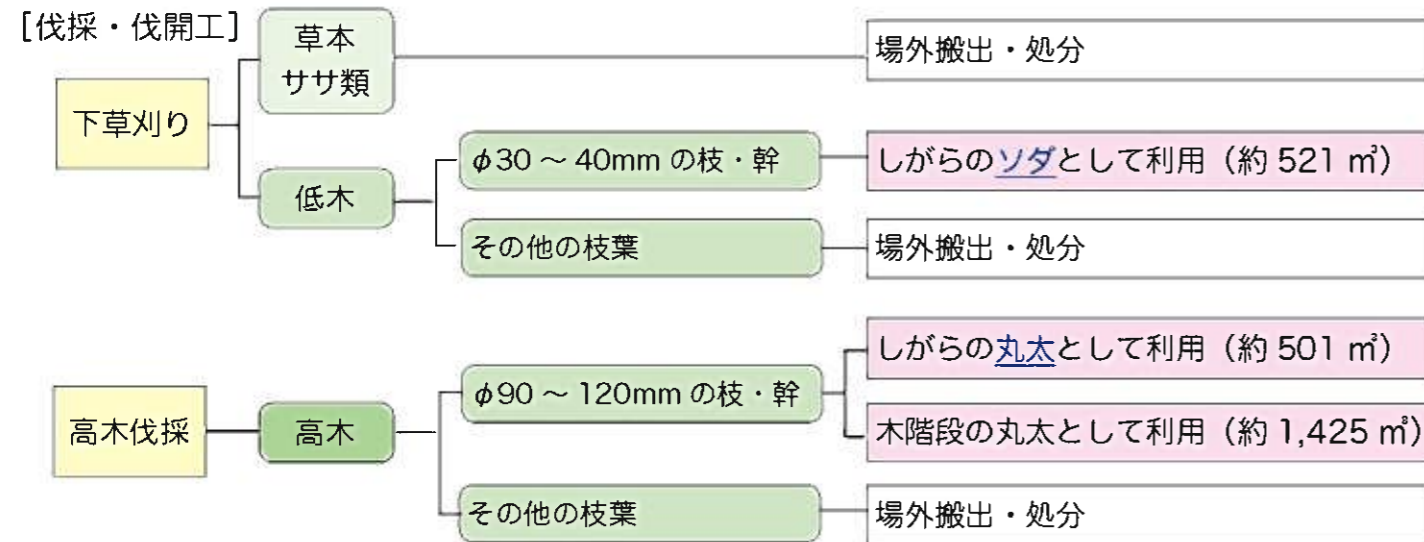 [伐採・伐開工]
下草刈り
草本
ササ類
場外搬出・処分
低木
φ30 ～ 40mm の枝・幹
しがらのソダとして利用（約 521 ㎥）
その他の枝葉
場外搬出・処分
高木伐採
高木
φ90 ～ 120mm の枝・幹
しがらの丸太として利用（約 501 ㎥）
木階段の丸太として利用（約 1,425 ㎥）
その他の枝葉
場外搬出・処分